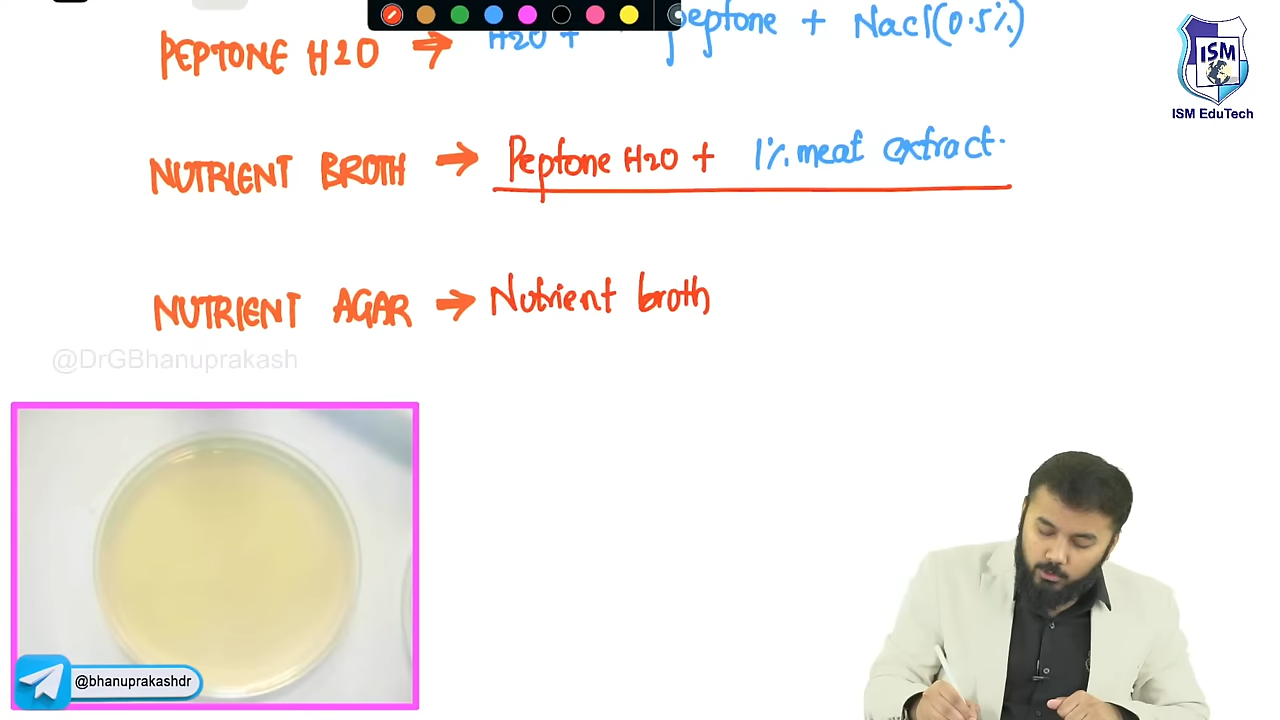 peptone + Nacl(0.5%)
PEPTONE H2O → H2O +
ISM
ISM EduTech
NUTRIENT BROTH → Peptone H2O + 1% meat extract.
NUTRIENT AGAR → Nutrient broth
@DrGBhanuprakash
@bhanuprakashdr